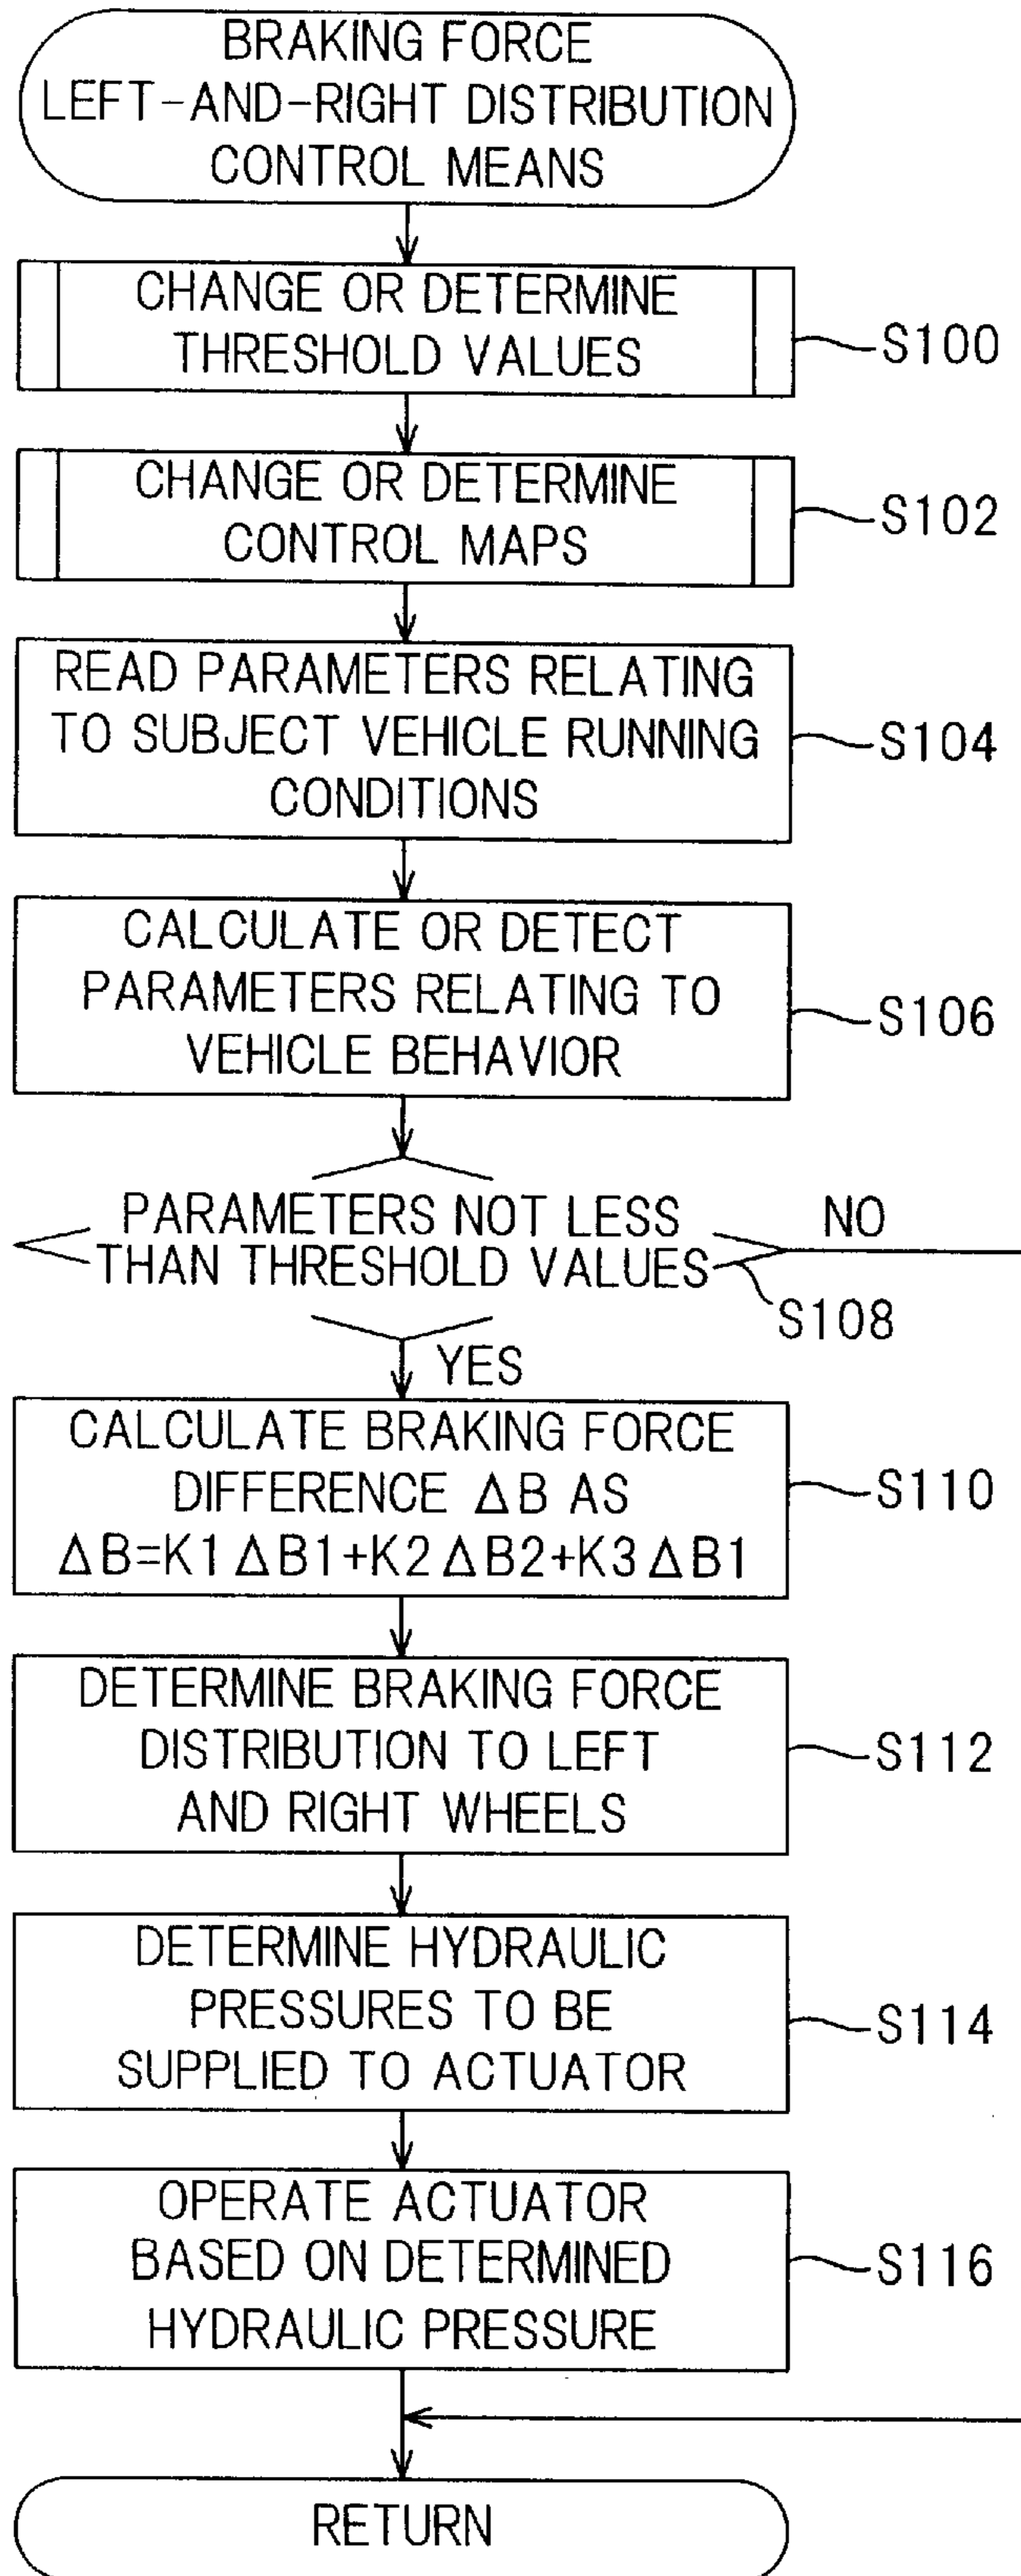 BRAKING FORCE
LEFT-AND-RIGHT DISTRIBUTION
CONTROL MEANS
CHANGE OR DETERMINE
THRESHOLD VALUES
S100
CHANGE OR DETERMINE
CONTROL MAPS
S102
READ PARAMETERS RELATING
TO SUBJECT VEHICLE RUNNING
CONDITIONS
S104
CALCULATE OR DETECT
PARAMETERS RELATING TO
VEHICLE BEHAVIOR
S106
PARAMETERS NOT LESS
THAN THRESHOLD VALUES
NO
S108
YES
CALCULATE BRAKING FORCE
DIFFERENCE ΔB AS
ΔB=K1ΔB1+K2ΔB2+K3ΔB1
S110
DETERMINE BRAKING FORCE
DISTRIBUTION TO LEFT
AND RIGHT WHEELS
S112
DETERMINE HYDRAULIC
PRESSURES TO BE
SUPPLIED TO ACTUATOR
S114
OPERATE ACTUATOR
BASED ON DETERMINED
HYDRAULIC PRESSURE
S116
RETURN